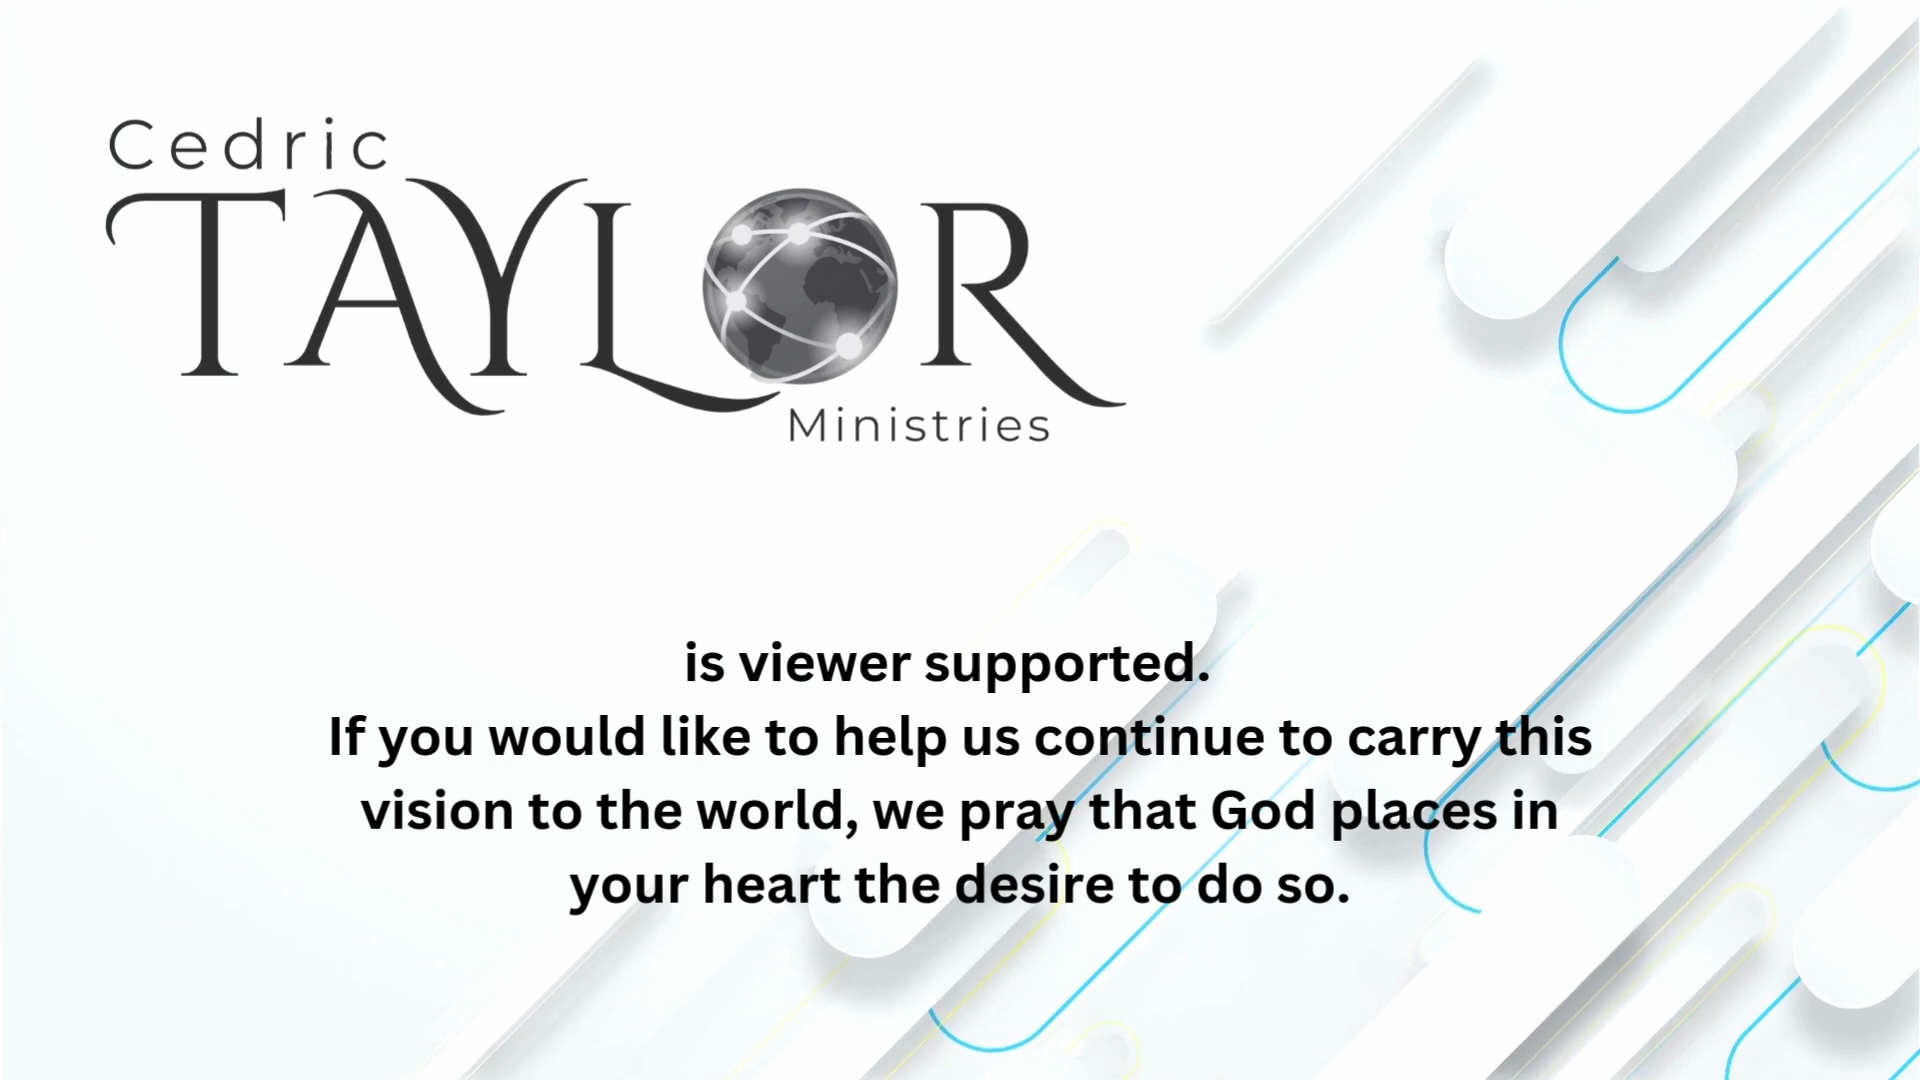 Cedric
TAYLOR
Ministries
is viewer supported.
If you would like to help us continue to carry this
vision to the world, we pray that God places in
your heart the desire to do so.